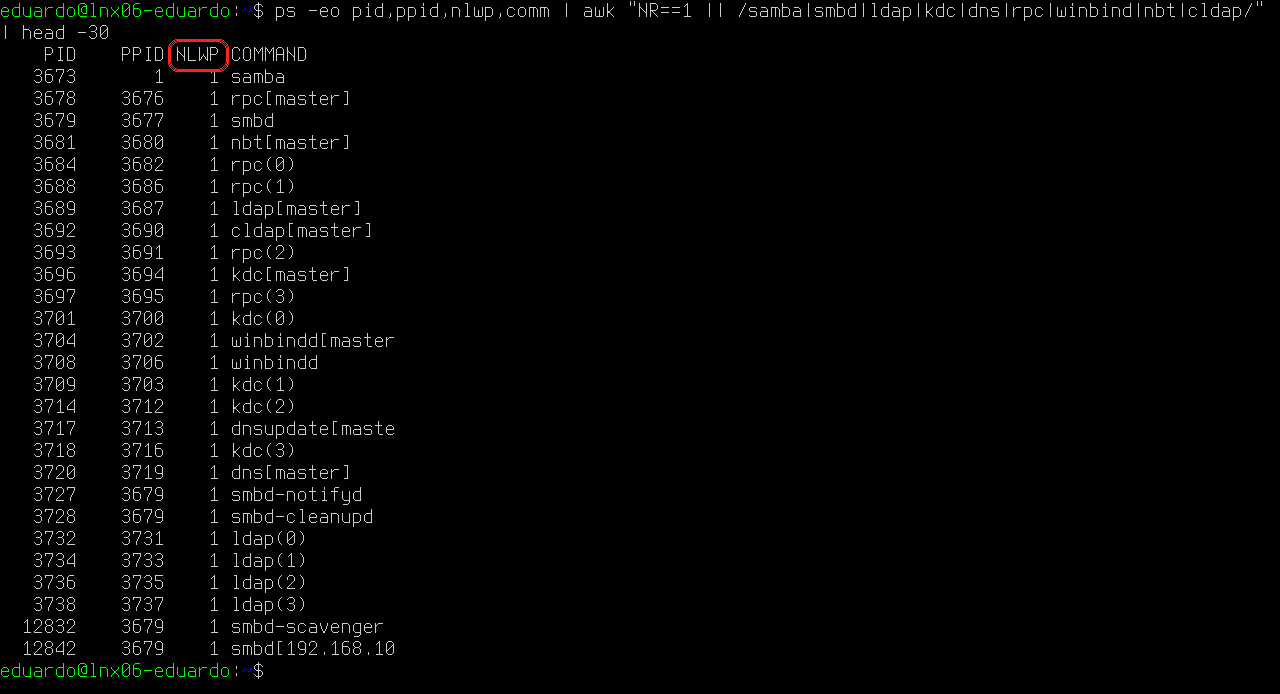 eduardo@lnx06-eduardo:~$ ps -eo pid,ppid,nlwp,comm | awk "NR==1 || /samba|smbd|ldap|kdc|dns|rpc|winbind|nbt|cldap/"
| head -30
    PID    PPID NLWP COMMAND
   3673       1    1 samba
   3678    3676    1 rpc[master]
   3679    3677    1 smbd
   3681    3680    1 nbt[master]
   3684    3682    1 rpc(0)
   3688    3686    1 rpc(1)
   3689    3687    1 ldap[master]
   3692    3690    1 cldap[master]
   3693    3691    1 rpc(2)
   3696    3694    1 kdc[master]
   3697    3695    1 rpc(3)
   3701    3700    1 kdc(0)
   3704    3702    1 winbindd[master
   3708    3706    1 winbindd
   3709    3703    1 kdc(1)
   3714    3712    1 kdc(2)
   3717    3713    1 dnsupdate[maste
   3718    3716    1 kdc(3)
   3720    3719    1 dns[master]
   3727    3679    1 smbd-notifyd
   3728    3679    1 smbd-cleanupd
   3732    3731    1 ldap(0)
   3734    3733    1 ldap(1)
   3736    3735    1 ldap(2)
   3738    3737    1 ldap(3)
  12832    3679    1 smbd-scavenger
  12842    3679    1 smbd[192.168.10
eduardo@lnx06-eduardo:~$